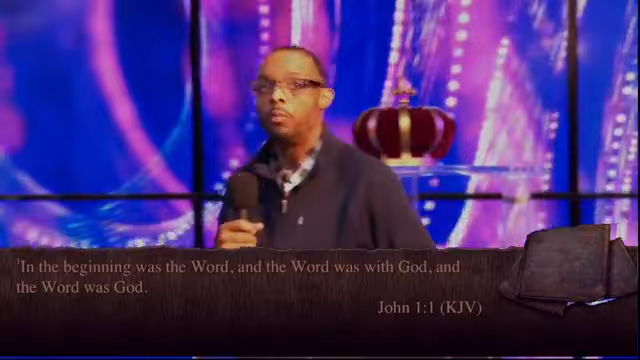 'In the beginning was the Word, and the Word was with God, and
the Word was God.
John 1:1 (KJV)